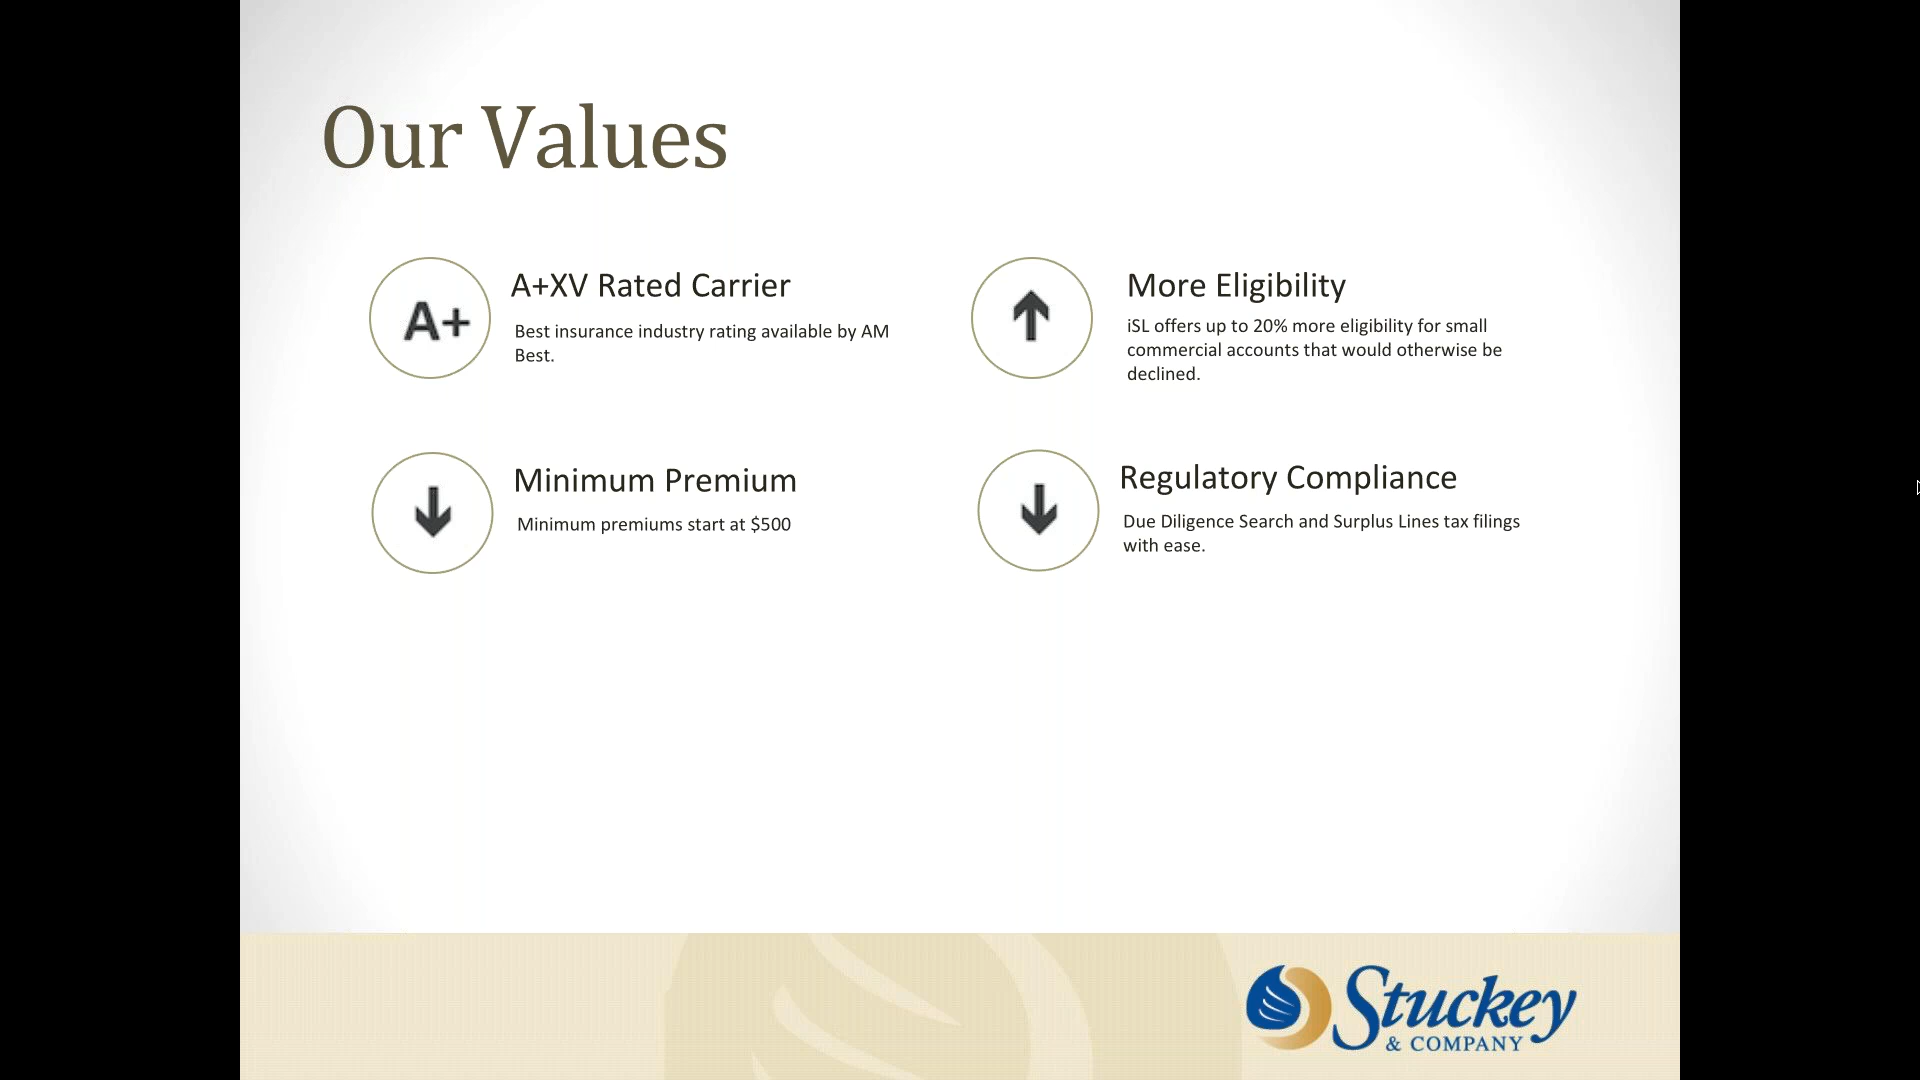 Our Values
A+
A+XV Rated Carrier
Best insurance industry rating available by AM
Best.
More Eligibility
iSL offers up to 20% more eligibility for small
commercial accounts that would otherwise be
declined.
Minimum Premium
Minimum premiums start at $500
Regulatory Compliance
Due Diligence Search and Surplus Lines tax filings
with ease.
Stuckey
& COMPANY